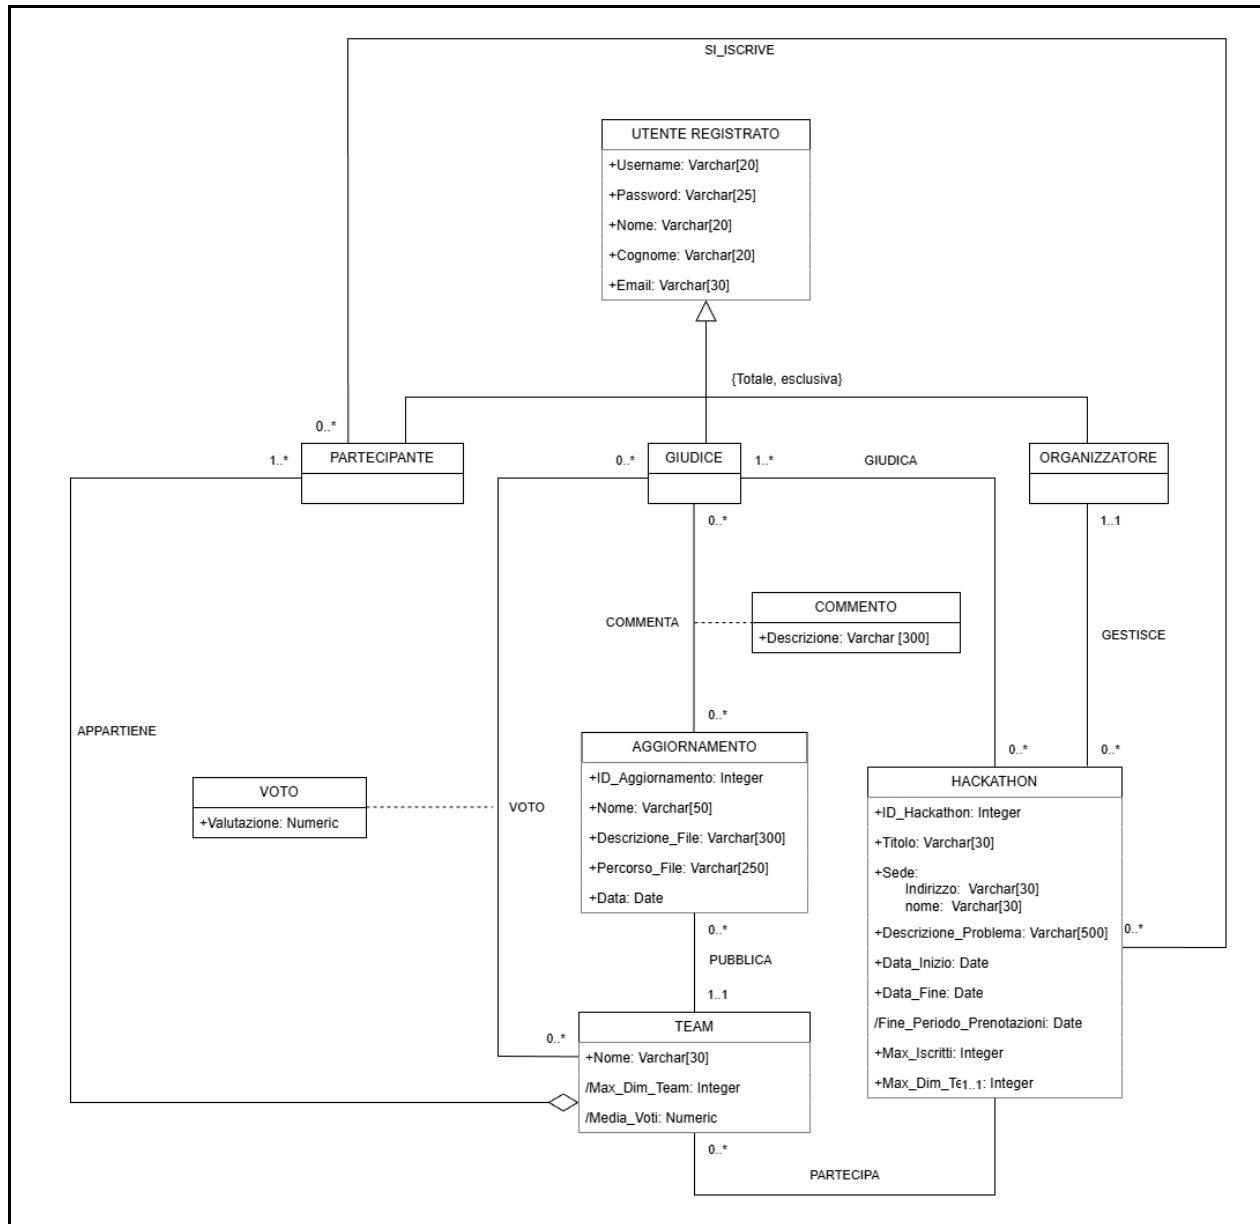 SI_ISCRIVE
UTENTE REGISTRATO
+Username: Varchar[20]
+Password: Varchar[25]
+Nome: Varchar[20]
+Cognome: Varchar[20]
+Email: Varchar[30]
{Totale, esclusiva}
0..*
1..*
PARTECIPANTE
0..*
GIUDICE
1..*
GIUDICA
ORGANIZZATORE
0..*
1..1
COMMENTO
+Descrizione: Varchar [300]
COMMENTA
GESTISCE
0..*
APPARTIENE
AGGIORNAMENTO
+ID_Aggiornamento: Integer
+Nome: Varchar[50]
+Descrizione_File: Varchar[300]
+Percorso_File: Varchar[250]
+Data: Date
0..*
0..*
HACKATHON
+ID_Hackathon: Integer
+Titolo: Varchar[30]
+Sede:
Indirizzo: Varchar[30]
nome: Varchar[30]
+Descrizione_Problema: Varchar[500]
+Data_Inizio: Date
+Data_Fine: Date
/Fine_Periodo_Prenotazioni: Date
+Max_Iscritti: Integer
+Max_Dim_Te1..1: Integer
0..*
VOTO
+Valutazione: Numeric
VOTO
0..*
PUBBLICA
1..1
0..*
TEAM
+Nome: Varchar[30]
/Max_Dim_Team: Integer
/Media_Voti: Numeric
0..*
PARTECIPA